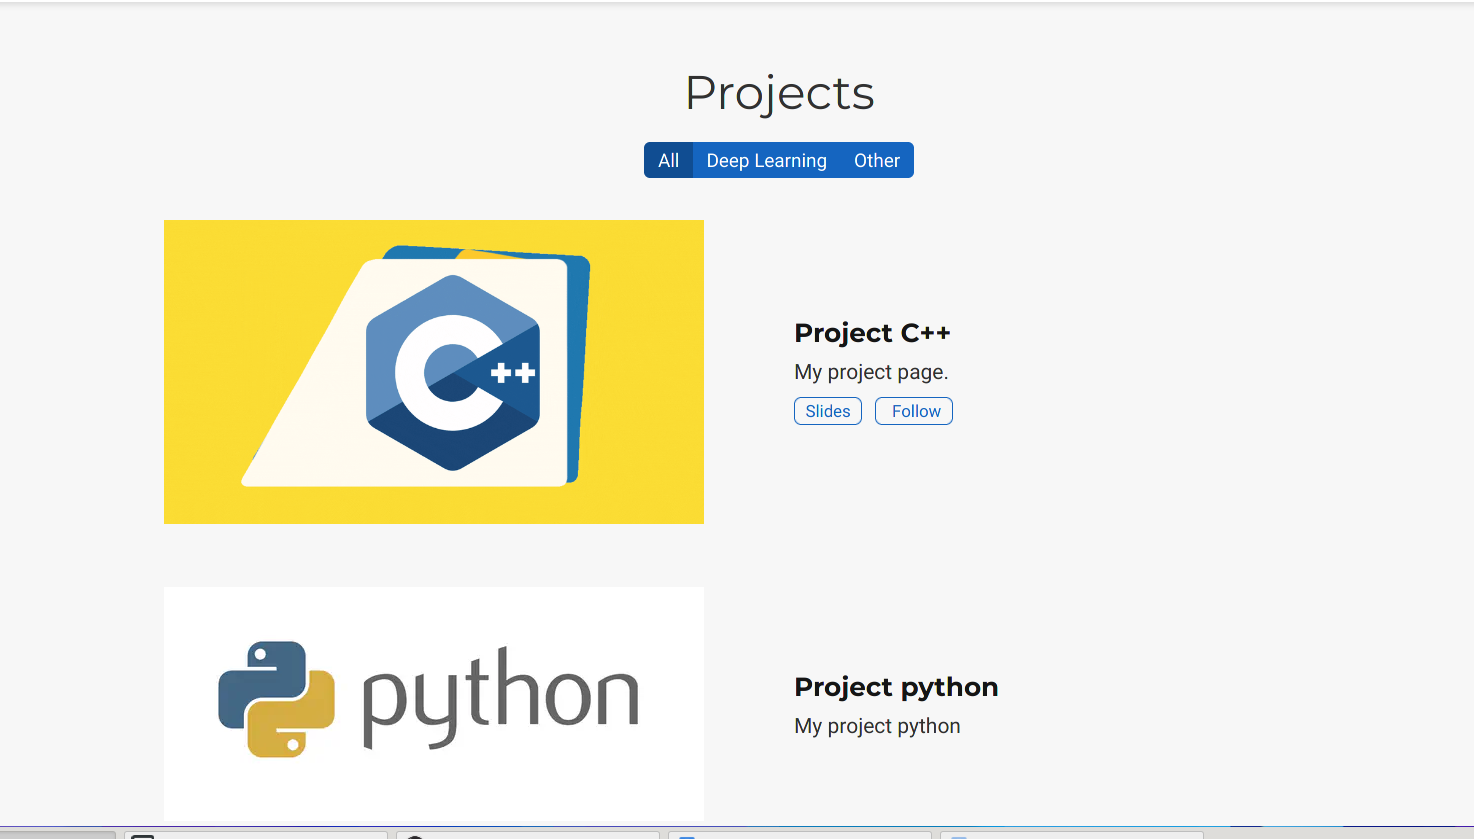 Projects
All Deep Learning Other
C++
Project C++
My project page.
Slides Follow
python
Project python
My project python